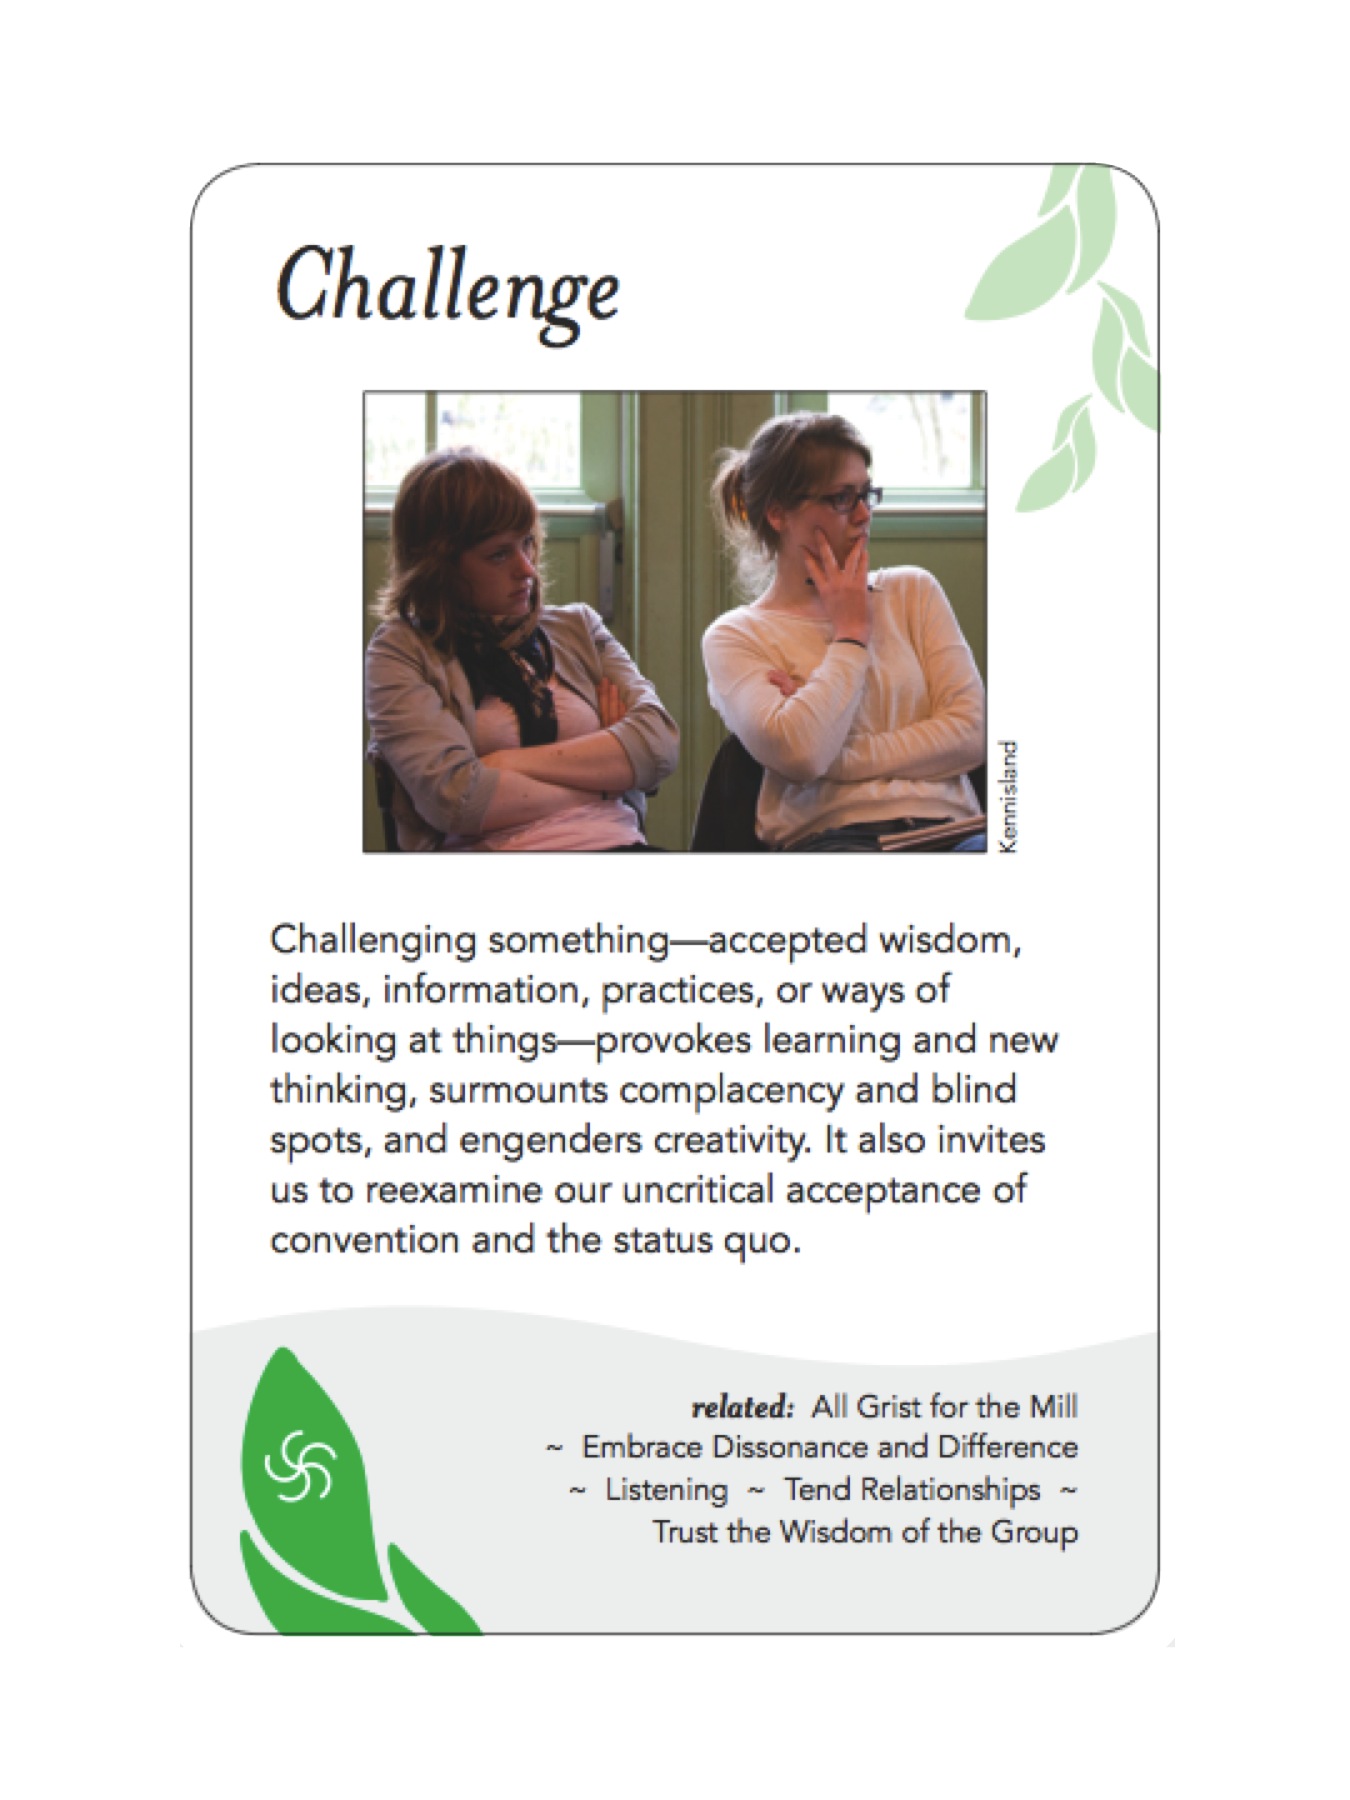 Challenge
Kennisland
Challenging something—accepted wisdom,
ideas, information, practices, or ways of
looking at things—provokes learning and new
thinking, surmounts complacency and blind
spots, and engenders creativity. It also invites
us to reexamine our uncritical acceptance of
convention and the status quo.
related: All Grist for the Mill
~ Embrace Dissonance and Difference
~ Listening ~ Tend Relationships ~
Trust the Wisdom of the Group